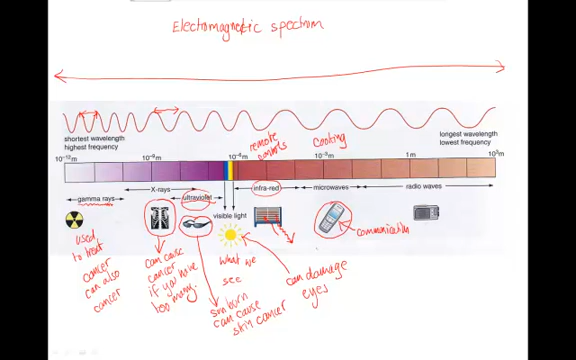 Electromagnetic spectrum
remote
controls
Cooking
shortest wavelength
highest frequency
longest wavelength
lowest frequency
10⁻¹²m
10⁻⁹m
10⁻⁶m
10⁻³m
1m
10³m
gamma rays
X-rays
ultraviolet
visible light
infra-red
microwaves
radio waves
used
to treat
cancer
can also
cancer
can cause
cancer
if you have
too many.
sun burn
can cause
skin cancer
What we
see
can damage
eyes
communication